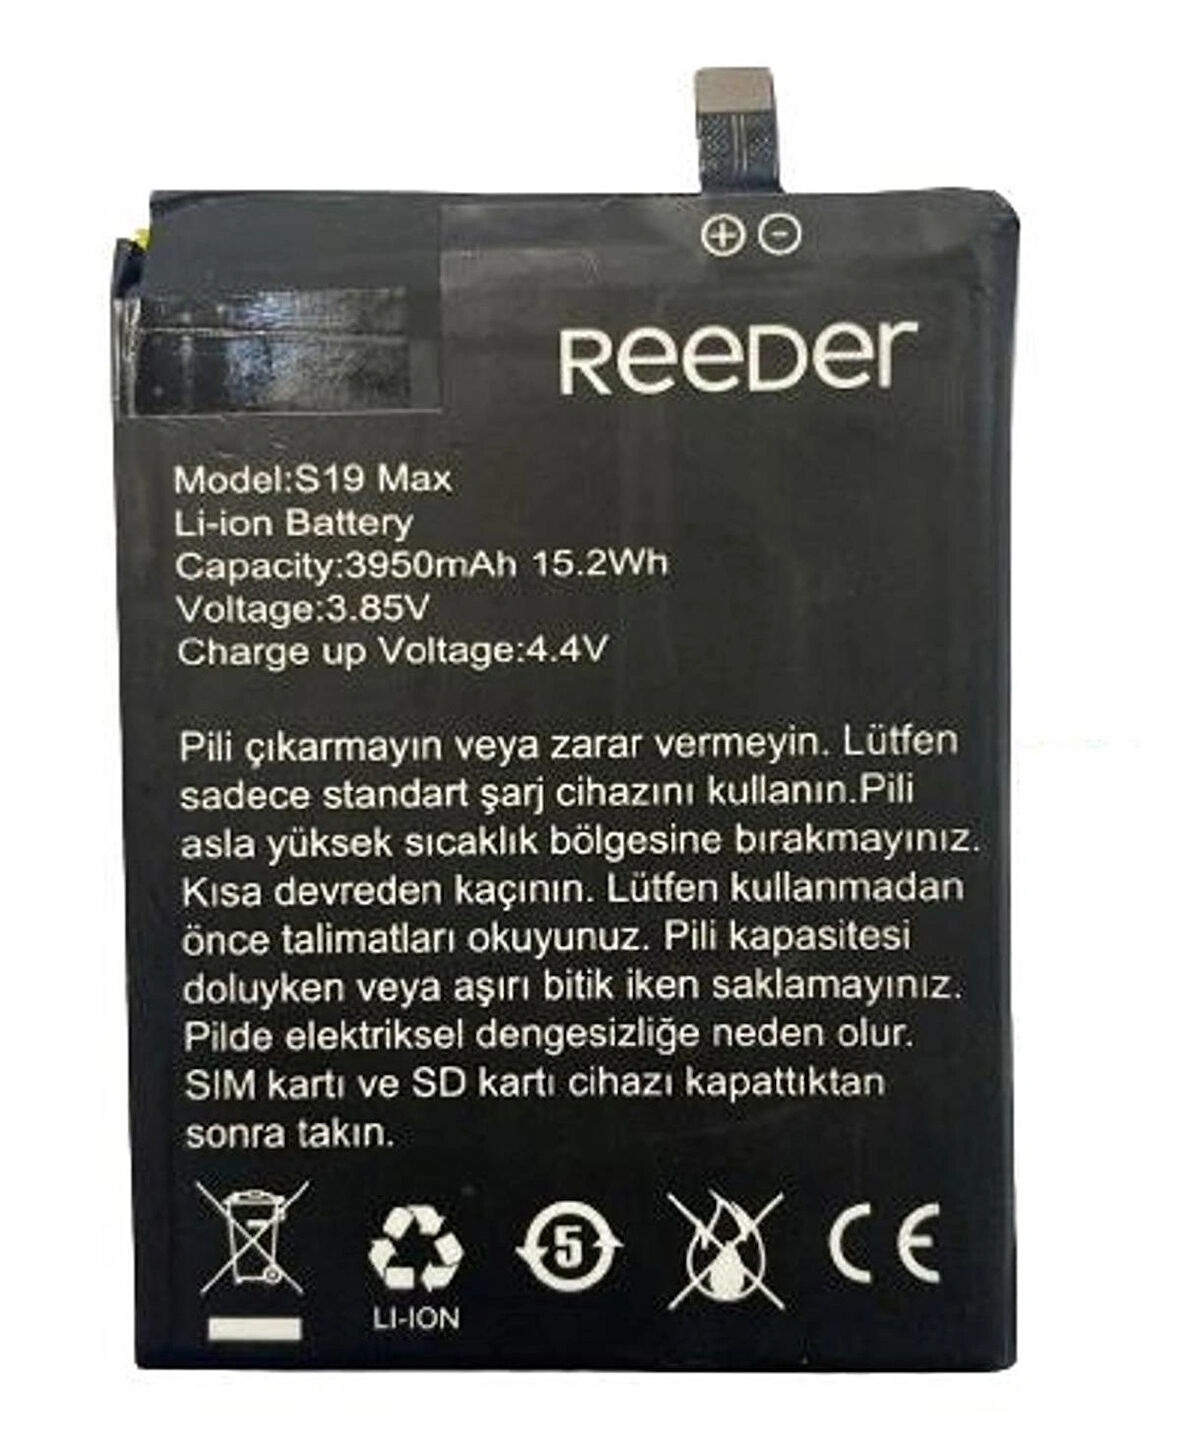 Reeder
Model:S19 Max
Li-ion Battery
Capacity:3950mAh 15.2Wh
Voltage:3.85V
Charge up Voltage:4.4V
Pili çıkarmayın veya zarar vermeyin. Lütfen
sadece standart şarj cihazını kullanın.Pili
asla yüksek sıcaklık bölgesine bırakmayınız.
Kısa devreden kaçının. Lütfen kullanmadan
önce talimatları okuyunuz. Pili kapasitesi
doluyken veya aşırı bitik iken saklamayınız.
Pilde elektriksel dengesizliğe neden olur.
SIM kartı ve SD kartı cihazı kapattıktan
sonra takın.
5
CE
LI-ION